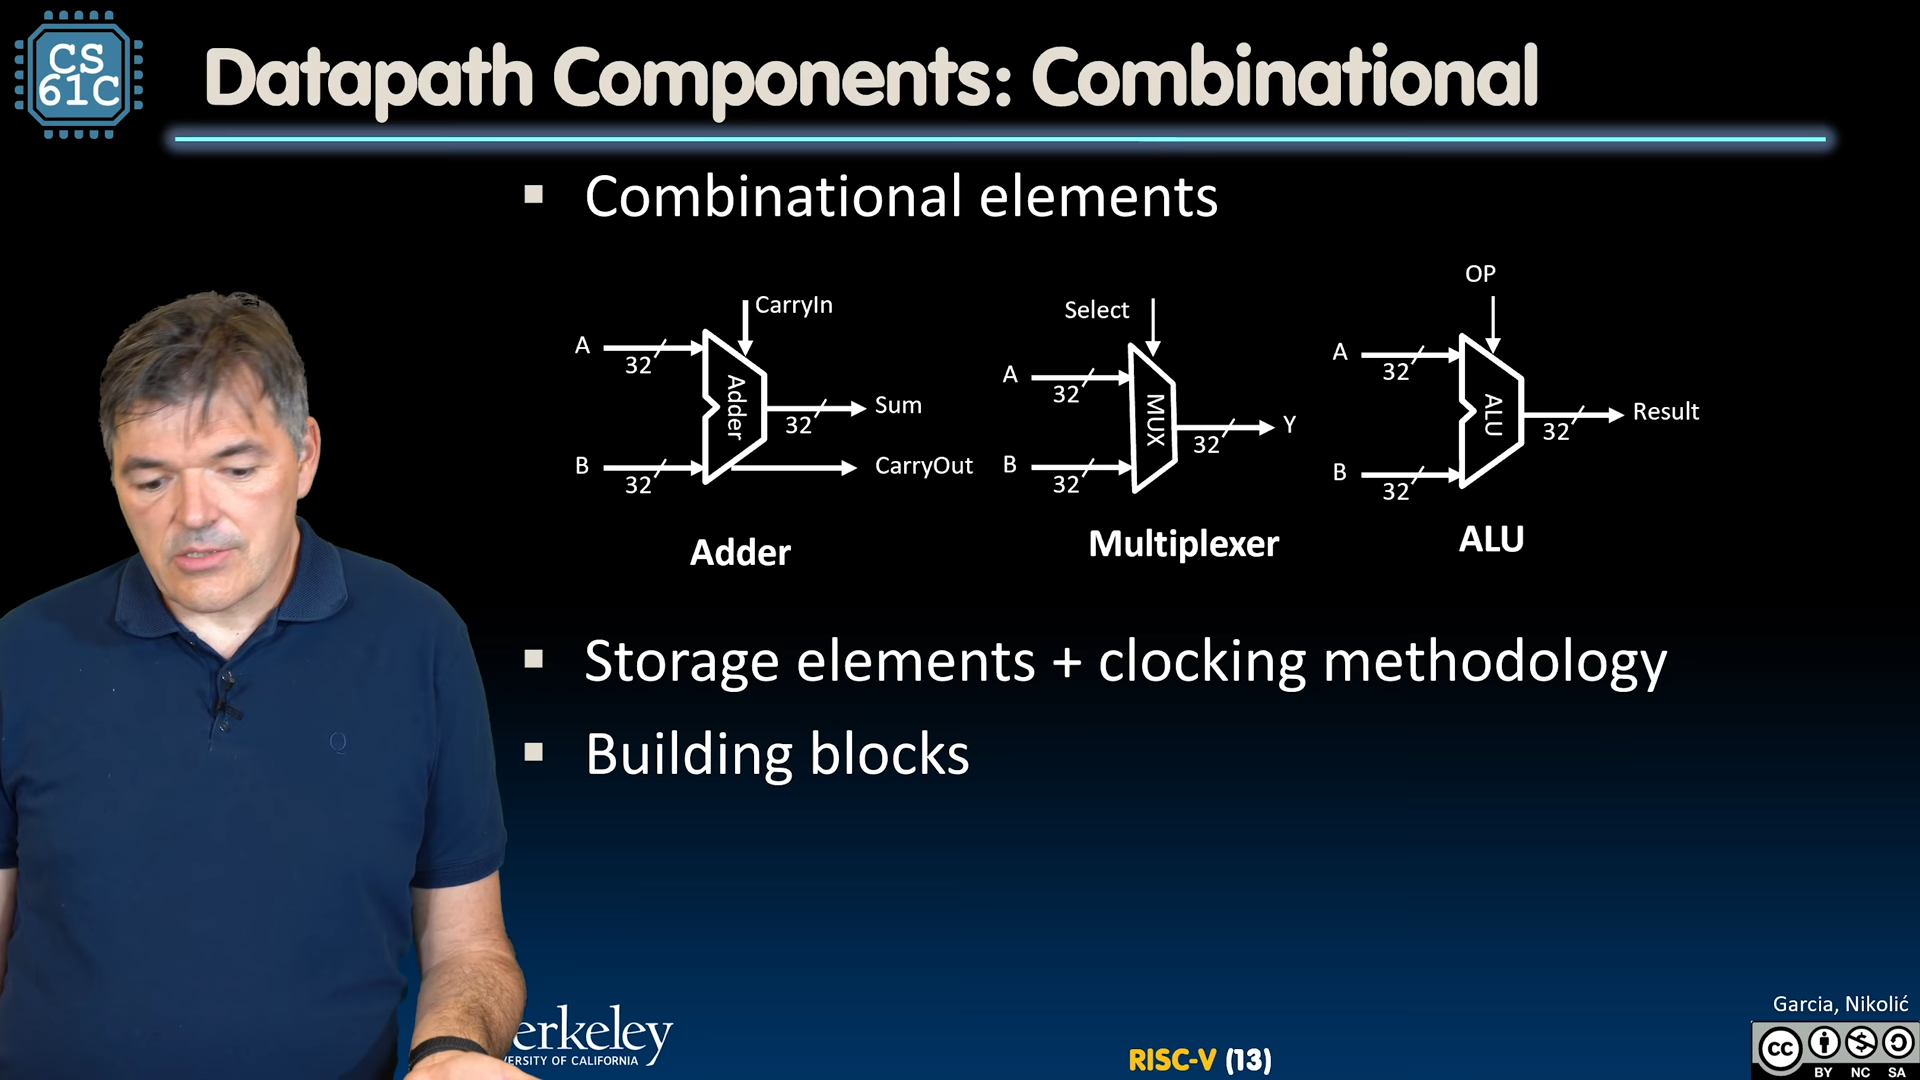 CS
61C
Datapath Components: Combinational
Combinational elements
CarryIn
A
32
Adder
Sum
32
B
32
CarryOut
Adder
Select
A
32
MUX
Y
32
B
32
Multiplexer
OP
A
32
ALU
Result
32
B
32
ALU
Storage elements + clocking methodology
Building blocks
erkeley
VERSITY OF CALIFORNIA
RISC-V (13)
Garcia, Nikolić
cc
BY NC SA